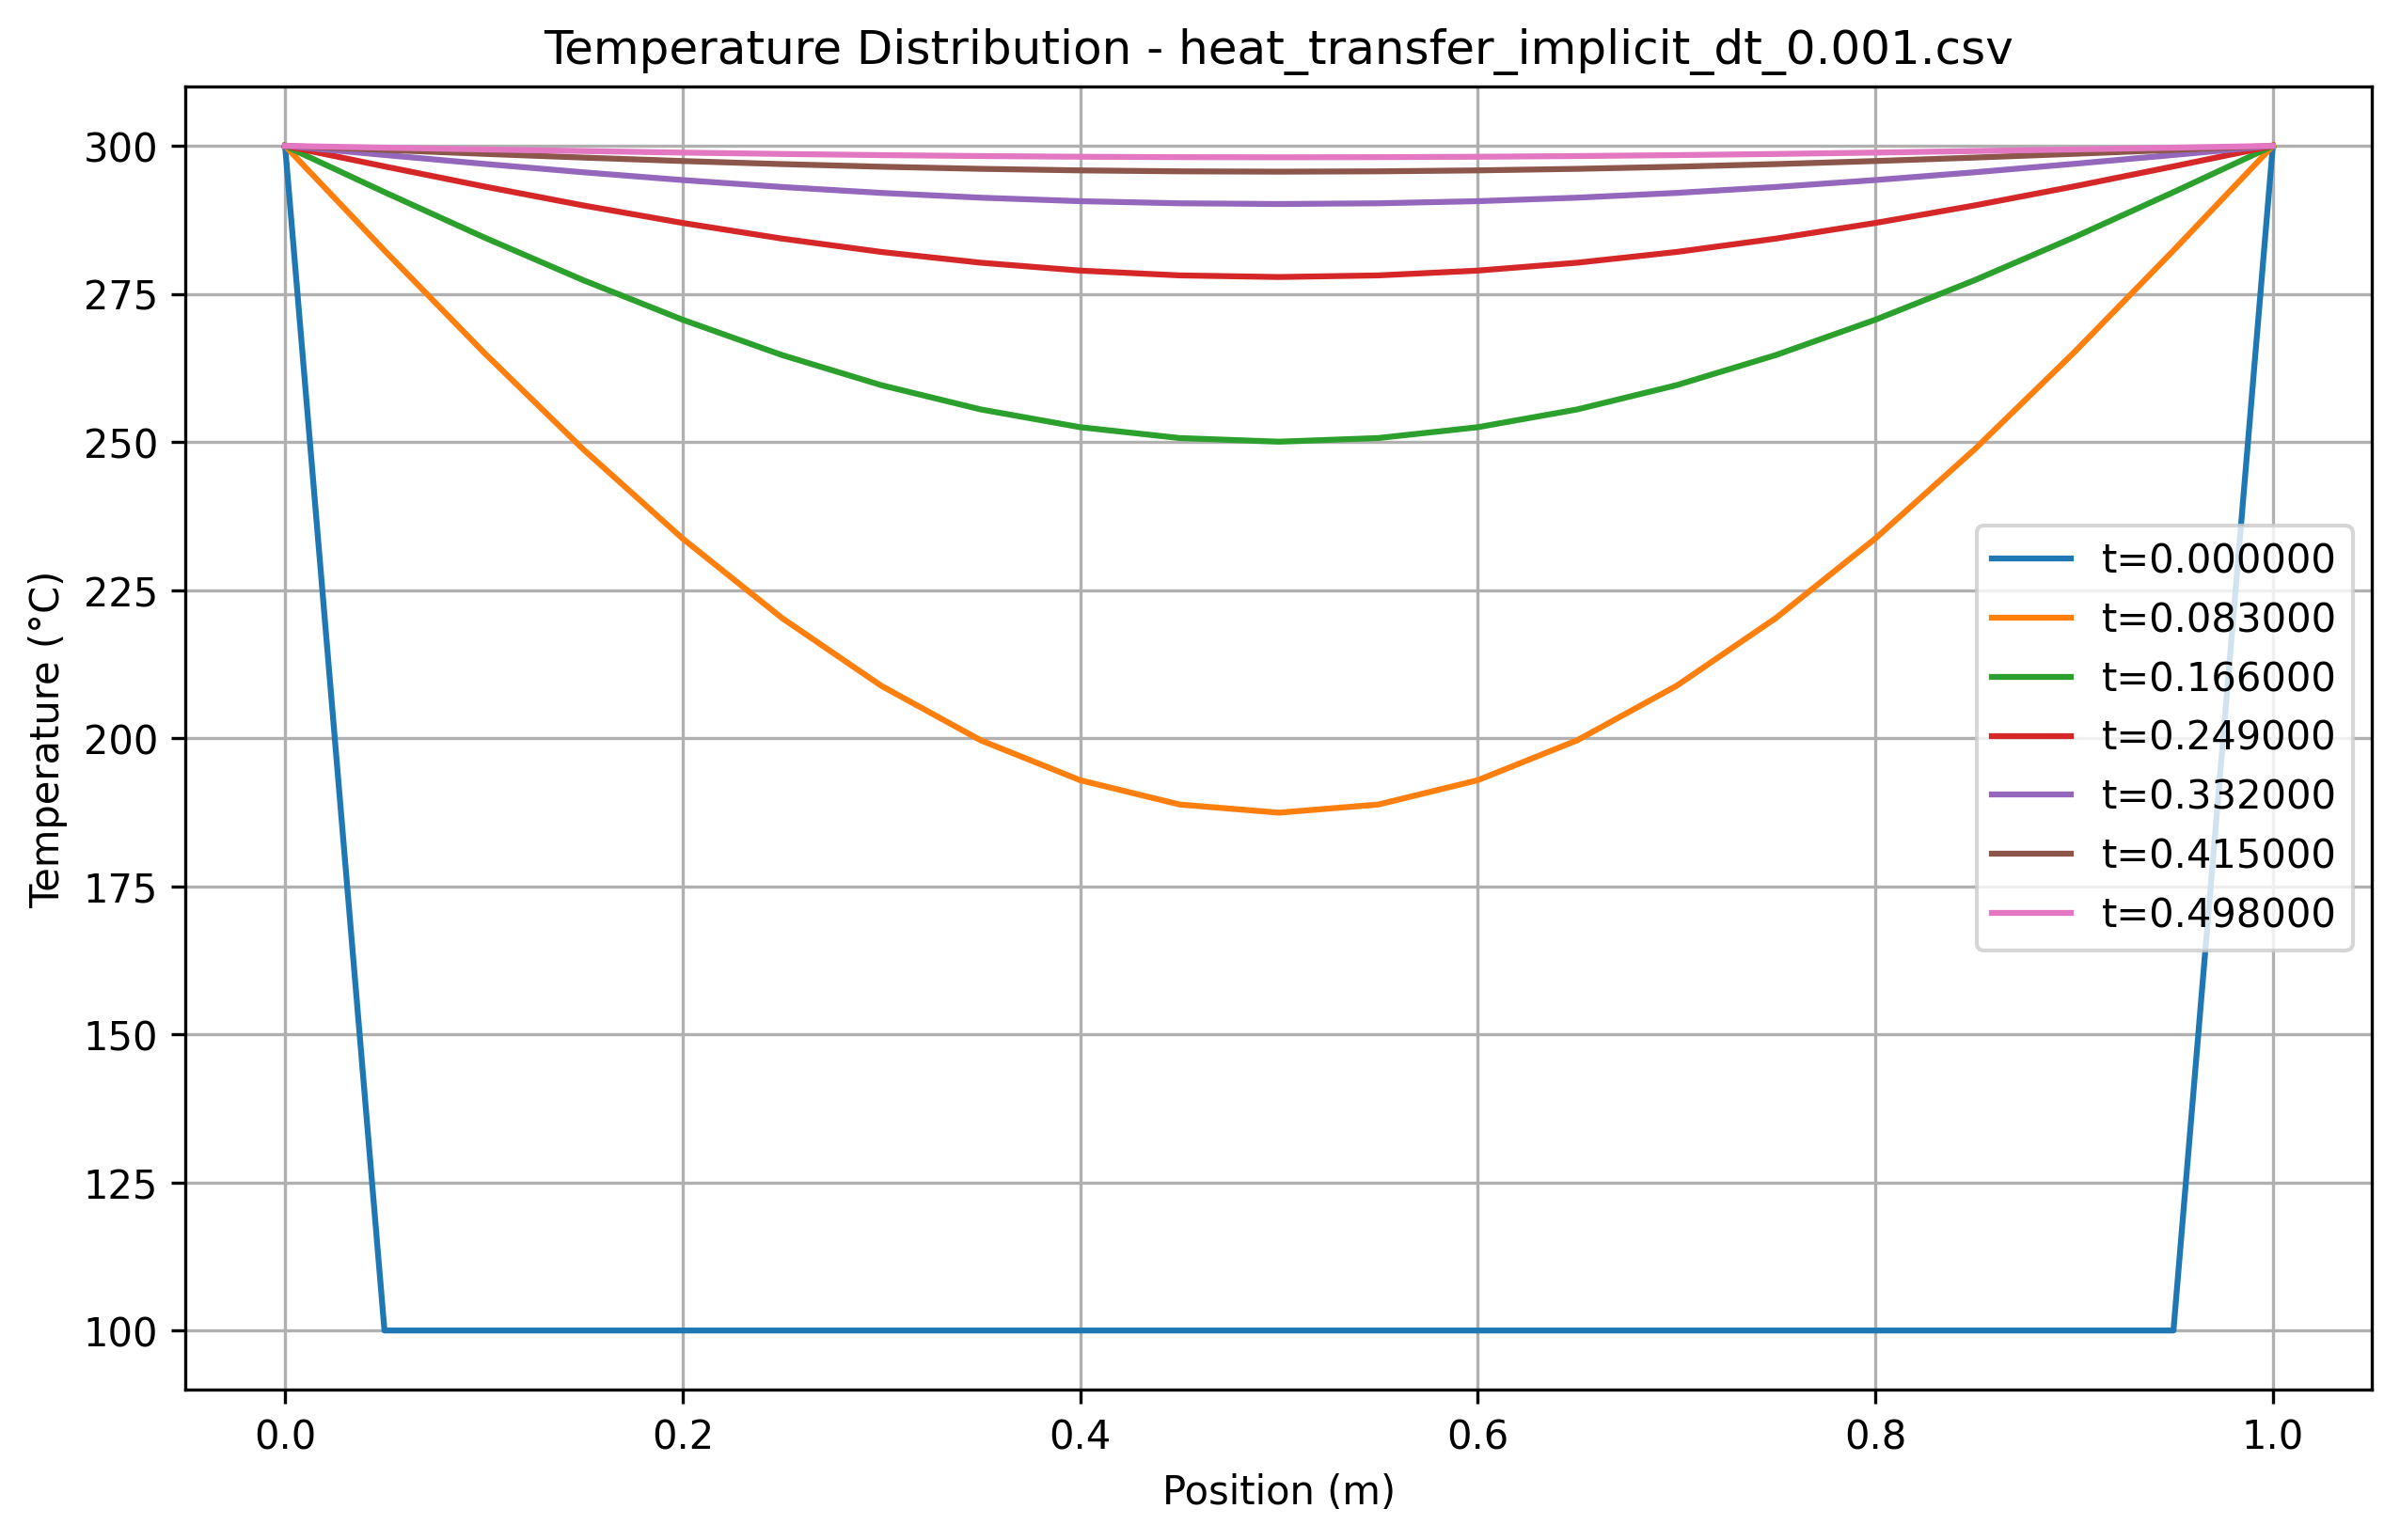 Temperature Distribution - heat_transfer_implicit_dt_0.001.csv
300
275
250
225
200
175
150
125
100
Temperature (°C)
t=0.000000
t=0.083000
t=0.166000
t=0.249000
t=0.332000
t=0.415000
t=0.498000
0.0 0.2 0.4 0.6 0.8 1.0
Position (m)